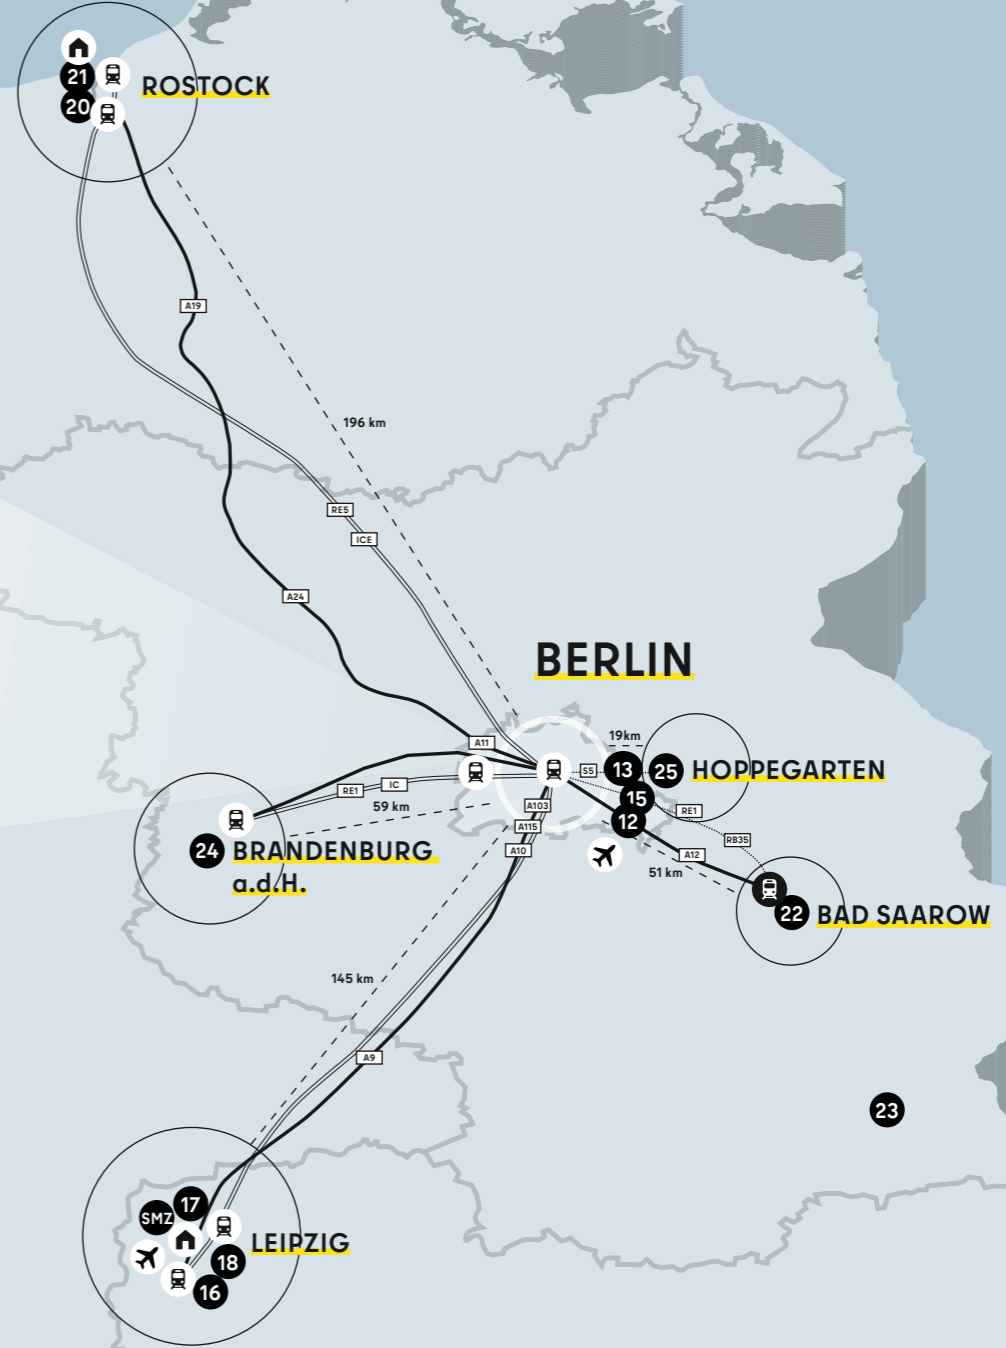 21
20
ROSTOCK
A19
196 km
RE5
ICE
A24
BERLIN
A11
19km
S5
13
25
HOPPEGARTEN
RE1
IC
59 km
15
A103
RE1
12
A115
24
BRANDENBURG
a.d.H.
A10
RB35
A12
51 km
22
BAD SAAROW
145 km
A9
23
17
SMZ
LEIPZIG
18
16